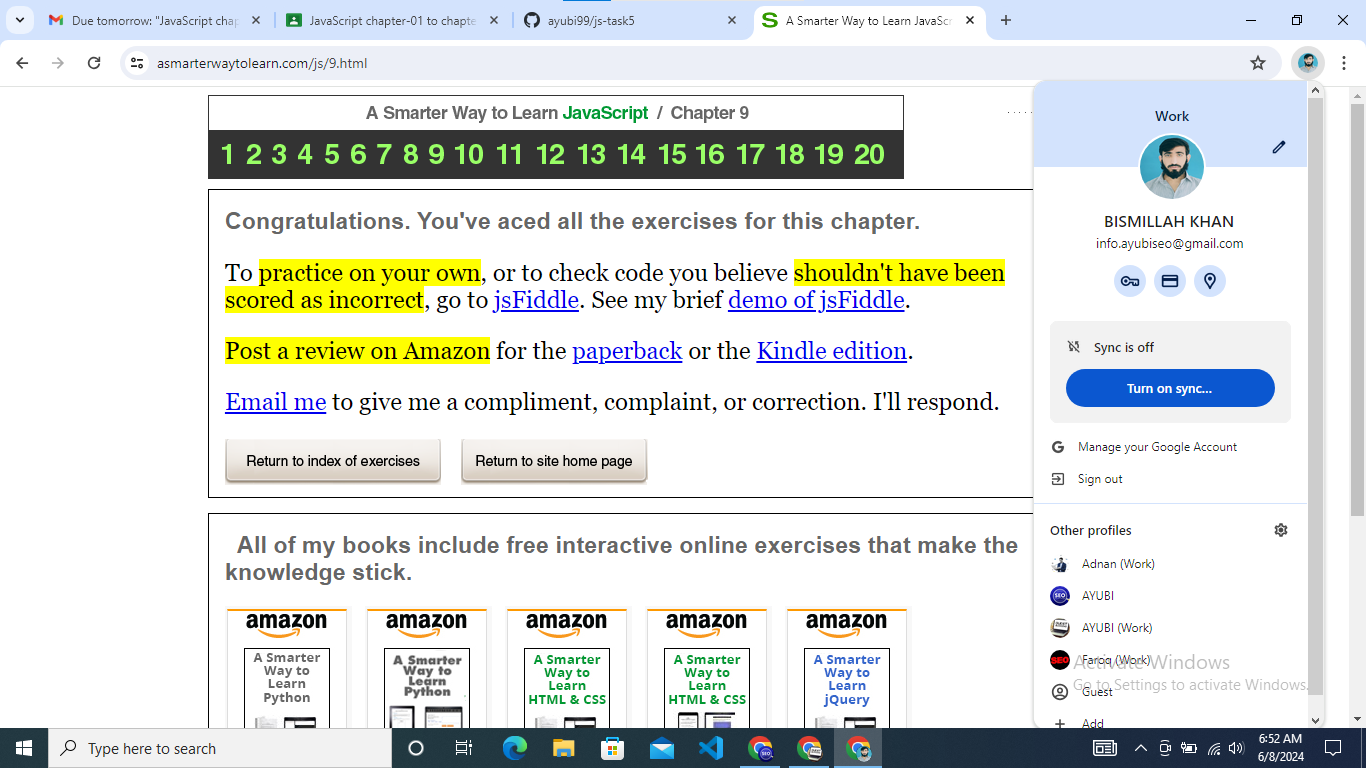 Due tomorrow: "JavaScript chap
JavaScript chapter-01 to chapte
ayubi99/js-task5
A Smarter Way to Learn JavaScr
asmarterwaytolearn.com/js/9.html
A Smarter Way to Learn JavaScript / Chapter 9
1 2 3 4 5 6 7 8 9 10 11 12 13 14 15 16 17 18 19 20
Congratulations. You've aced all the exercises for this chapter.
To practice on your own, or to check code you believe shouldn't have been
scored as incorrect, go to jsFiddle. See my brief demo of jsFiddle.
Post a review on Amazon for the paperback or the Kindle edition.
Email me to give me a compliment, complaint, or correction. I'll respond.
Return to index of exercises
Return to site home page
All of my books include free interactive online exercises that make the
knowledge stick.
amazon
A Smarter
Way to
Learn
Python
amazon
A Smarter
Way to
Learn
Python
amazon
A Smarter
Way to
Learn
HTML & CSS
amazon
A Smarter
Way to
Learn
HTML & CSS
amazon
A Smarter
Way to
Learn
jQuery
Work
BISMILLAH KHAN
info.ayubiseo@gmail.com
Sync is off
Turn on sync...
Manage your Google Account
Sign out
Other profiles
Adnan (Work)
SEO
AYUBI
AYUBI (Work)
SEO
Faroq (Work)
Guest
Add
Activate Windows
Go to Settings to activate Windows.
Type here to search
6:52 AM
6/8/2024